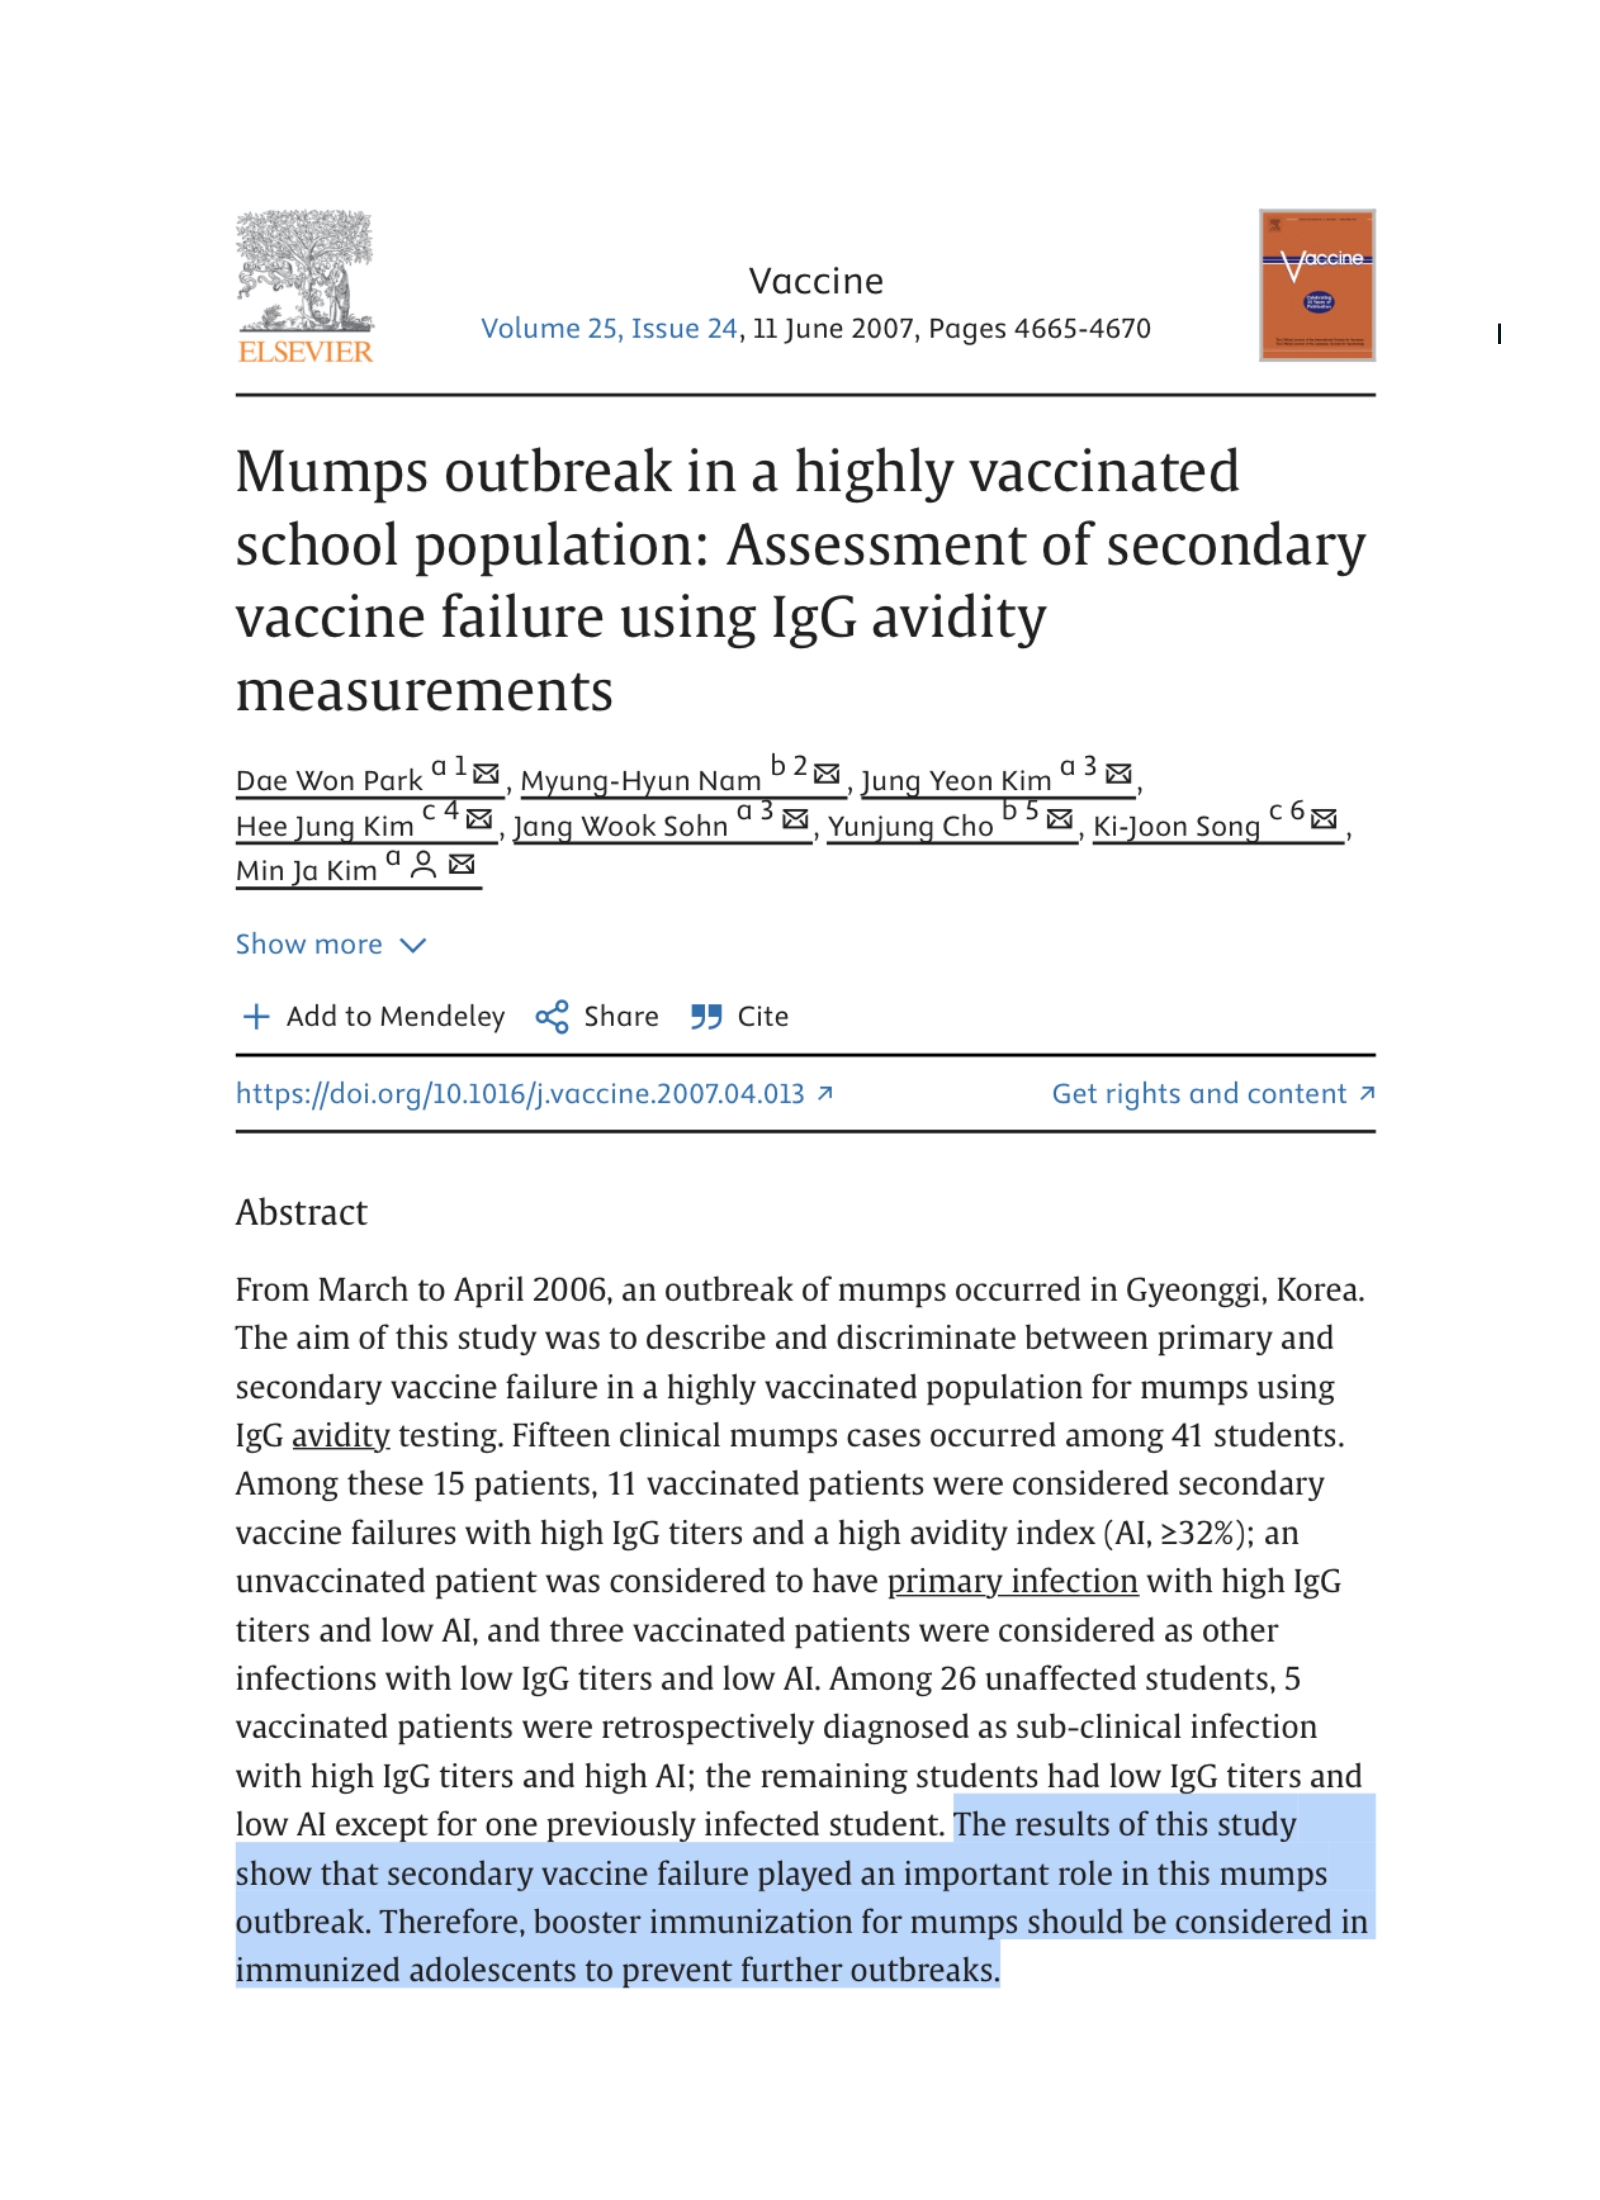 ELSEVIER
Vaccine
Volume 25, Issue 24, 11 June 2007, Pages 4665-4670
Vaccine
Mumps outbreak in a highly vaccinated
school population: Assessment of secondary
vaccine failure using IgG avidity
measurements
Dae Won Park a 1, Myung-Hyun Nam b 2, Jung Yeon Kim a 3,
Hee Jung Kim c 4, Jang Wook Sohn a 3, Yunjung Cho b 5, Ki-Joon Song c 6,
Min Ja Kim a
Show more
Add to Mendeley Share Cite
https://doi.org/10.1016/j.vaccine.2007.04.013 Get rights and content
Abstract
From March to April 2006, an outbreak of mumps occurred in Gyeonggi, Korea.
The aim of this study was to describe and discriminate between primary and
secondary vaccine failure in a highly vaccinated population for mumps using
IgG avidity testing. Fifteen clinical mumps cases occurred among 41 students.
Among these 15 patients, 11 vaccinated patients were considered secondary
vaccine failures with high IgG titers and a high avidity index (AI, ≥32%); an
unvaccinated patient was considered to have primary infection with high IgG
titers and low AI, and three vaccinated patients were considered as other
infections with low IgG titers and low AI. Among 26 unaffected students, 5
vaccinated patients were retrospectively diagnosed as sub-clinical infection
with high IgG titers and high AI; the remaining students had low IgG titers and
low AI except for one previously infected student. The results of this study
show that secondary vaccine failure played an important role in this mumps
outbreak. Therefore, booster immunization for mumps should be considered in
immunized adolescents to prevent further outbreaks.